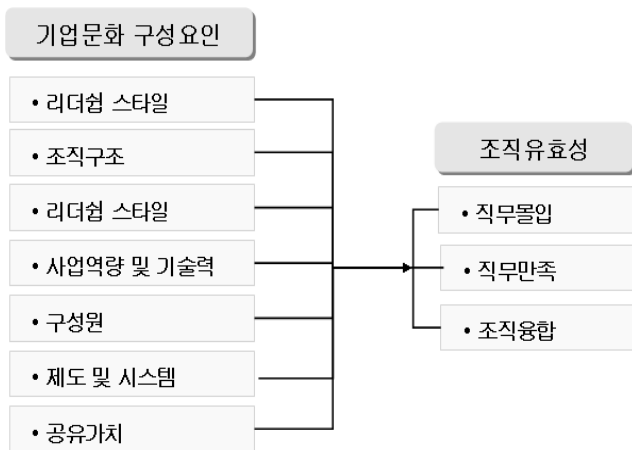 기업문화 구성요인
• 리더쉽 스타일
• 조직구조
• 리더쉽 스타일
• 사업역량 및 기술력
• 구성원
• 제도 및 시스템
• 공유가치
조직유효성
• 직무몰입
• 직무만족
• 조직융합